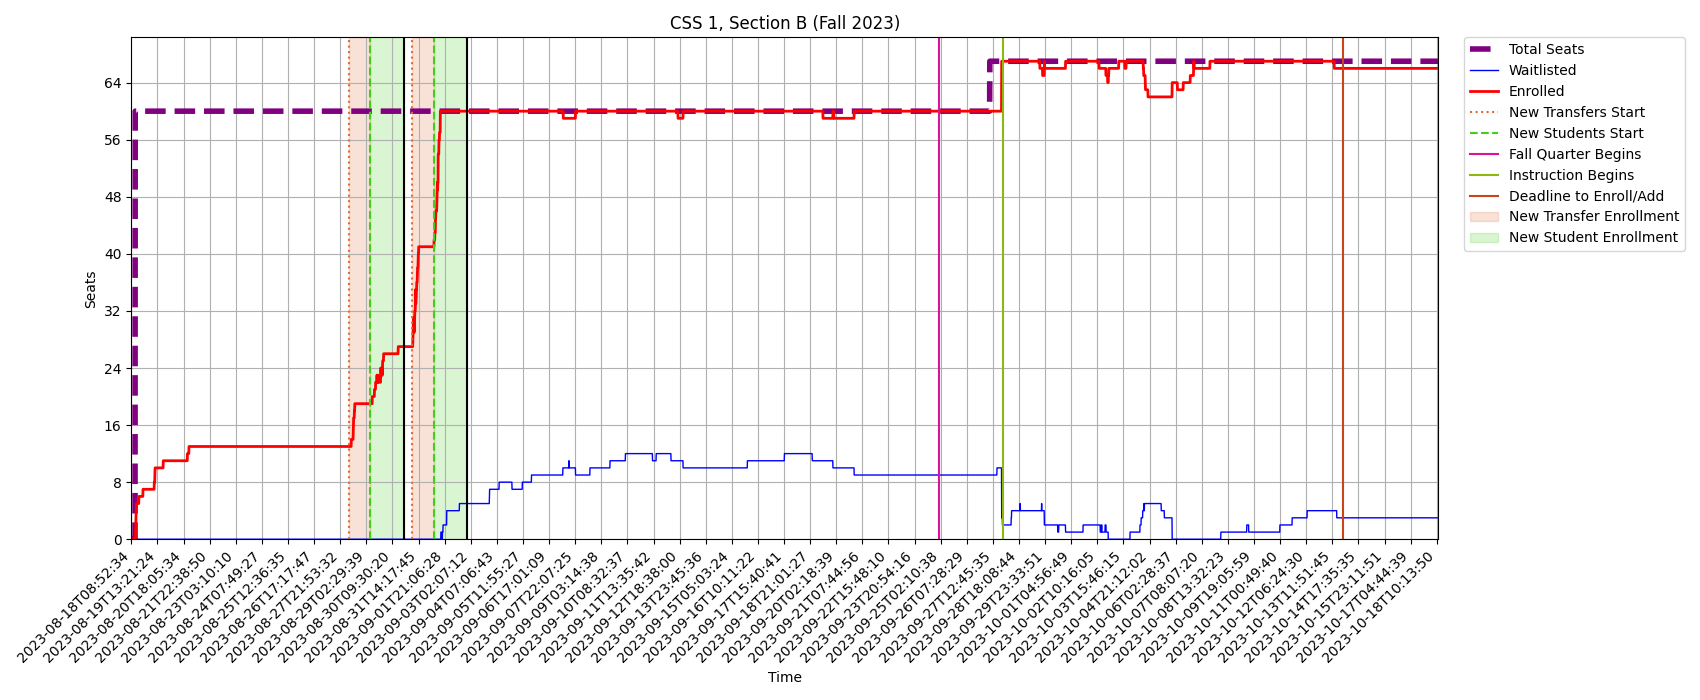 CSS 1, Section B (Fall 2023)
Seats
64
56
48
40
32
24
16
8
0
2023-08-18T08:52:34
2023-08-19T13:21:24
2023-08-20T18:05:34
2023-08-21T22:38:50
2023-08-23T03:10:16
2023-08-24T07:49:27
2023-08-25T12:36:35
2023-08-26T17:17:47
2023-08-27T21:53:32
2023-08-29T02:29:39
2023-08-30T09:30:20
2023-08-31T14:17:45
2023-09-01T21:06:28
2023-09-03T02:07:12
2023-09-04T07:06:43
2023-09-05T11:55:27
2023-09-06T17:01:09
2023-09-07T22:07:25
2023-09-09T03:14:38
2023-09-10T08:32:37
2023-09-11T13:35:42
2023-09-12T18:38:00
2023-09-13T23:45:36
2023-09-15T05:03:24
2023-09-16T10:11:22
2023-09-17T15:40:41
2023-09-18T21:01:27
2023-09-20T02:18:39
2023-09-21T07:44:56
2023-09-22T15:48:10
2023-09-23T20:54:16
2023-09-25T02:10:38
2023-09-26T07:28:29
2023-09-27T12:45:35
2023-09-28T18:08:44
2023-09-29T23:33:51
2023-10-01T04:56:49
2023-10-02T10:16:05
2023-10-03T15:46:15
2023-10-04T21:12:02
2023-10-06T02:28:37
2023-10-07T08:07:20
2023-10-08T13:32:23
2023-10-09T19:05:59
2023-10-11T00:49:40
2023-10-12T06:24:30
2023-10-13T11:51:45
2023-10-14T17:35:35
2023-10-15T23:11:51
2023-10-17T04:44:39
2023-10-18T10:13:50
Time
Total Seats
Waitlisted
Enrolled
New Transfers Start
New Students Start
Fall Quarter Begins
Instruction Begins
Deadline to Enroll/Add
New Transfer Enrollment
New Student Enrollment